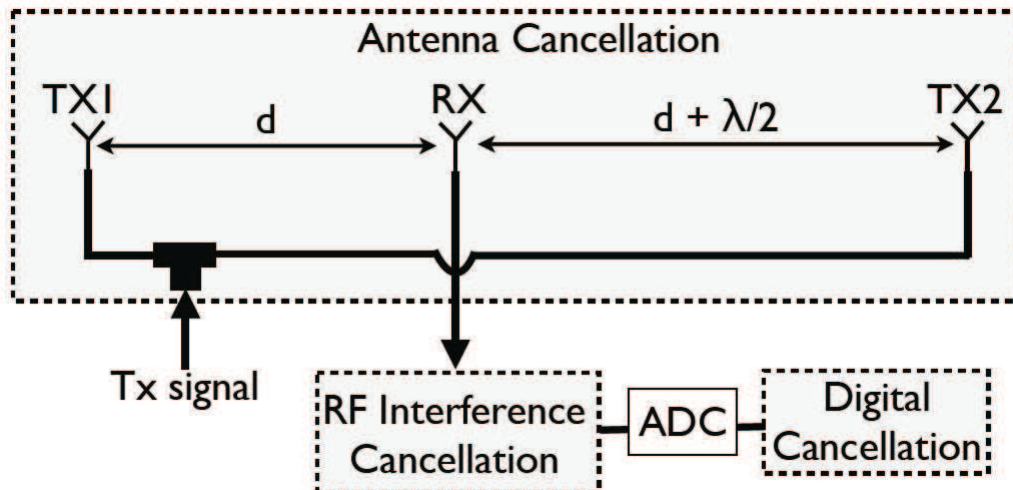 Antenna Cancellation
TX1 RX TX2
d d + λ/2
Tx signal
RF Interference
Cancellation
ADC
Digital
Cancellation